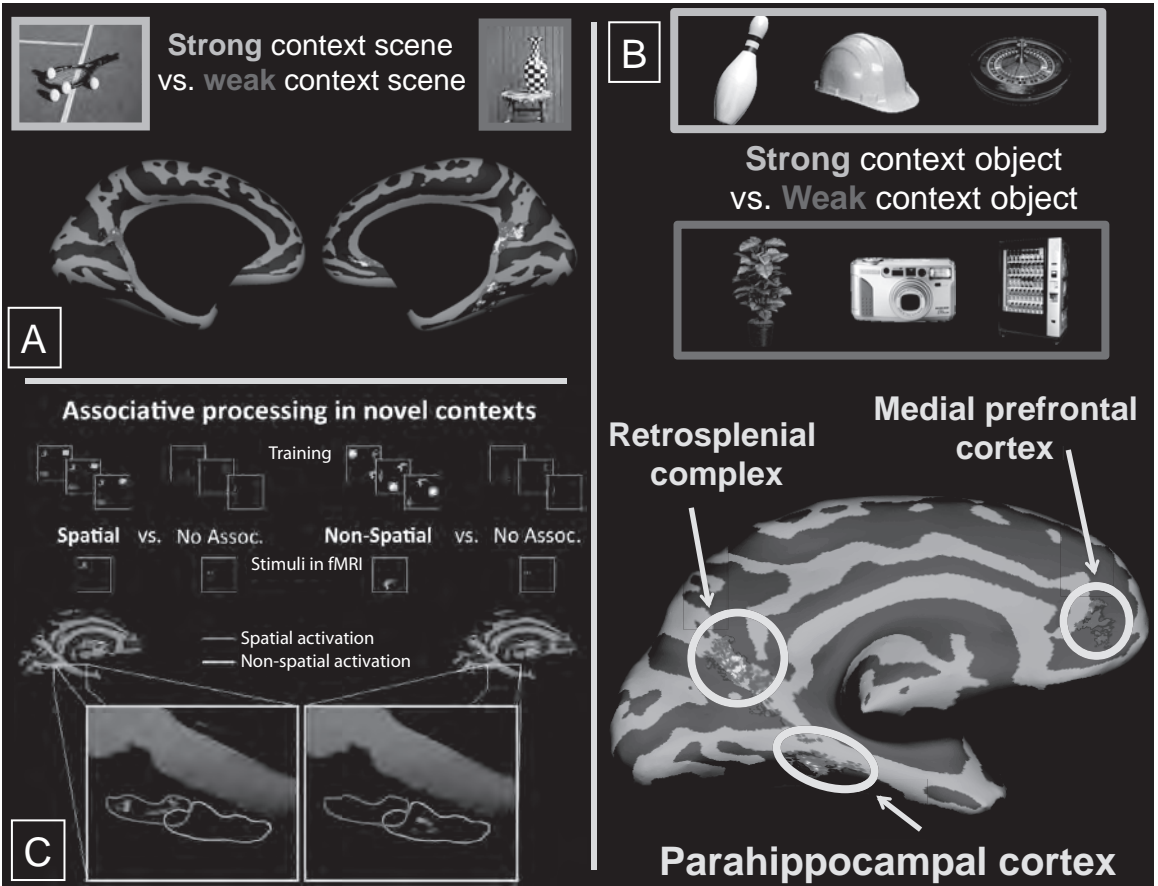 Strong context scene
vs. weak context scene
A
B
Strong context object
vs. Weak context object
Retrosplenial
complex
Medial prefrontal
cortex
Parahippocampal cortex
Associative processing in novel contexts
Training
Spatial vs. No Assoc. Non-Spatial vs. No Assoc.
Stimuli in fMRI
Spatial activation
Non-spatial activation
C